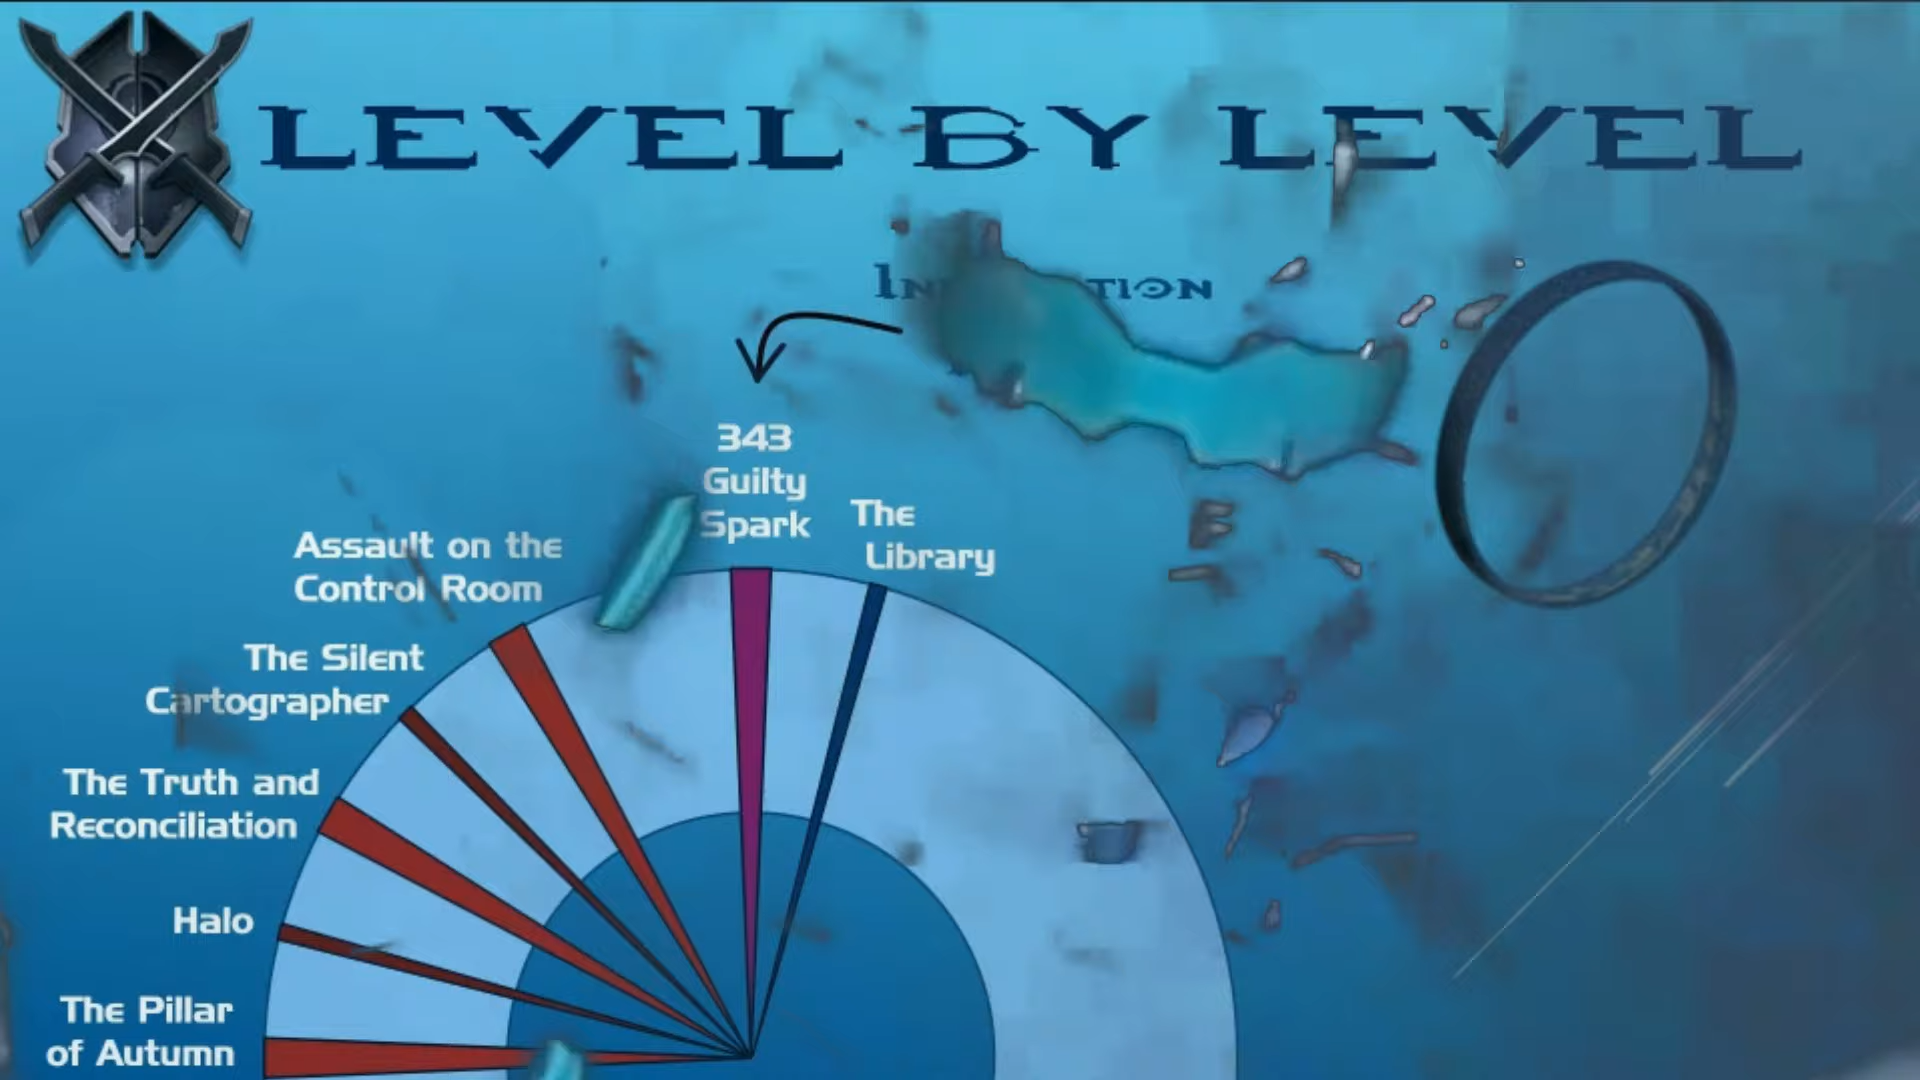 LEVEL BY LEVEL
343
Guilty
Spark
The
Library
Assault on the
Control Room
The Silent
Cartographer
The Truth and
Reconciliation
Halo
The Pillar
of Autumn